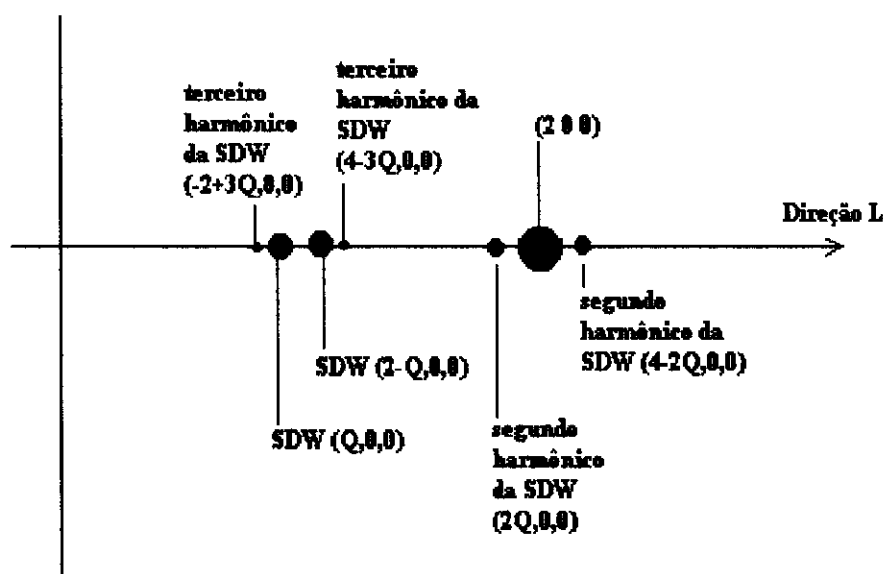 terceiro
harmônico
da SDW
(-2+3Q,0,0)
terceiro
harmônico da
SDW
(4-3Q,0,0)
(2 0 0)
Direção L
SDW (2-Q,0,0)
SDW (Q,0,0)
segundo
harmônico
da SDW
(2Q,0,0)
segundo
harmônico da
SDW (4-2Q,0,0)